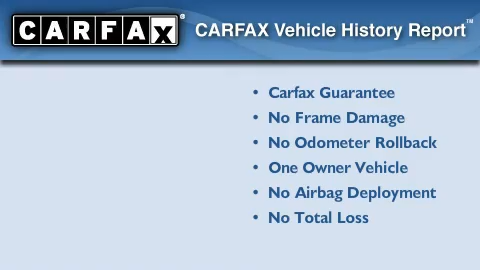 CARFAX® CARFAX Vehicle History Report™
• Carfax Guarantee
• No Frame Damage
• No Odometer Rollback
• One Owner Vehicle
• No Airbag Deployment
• No Total Loss